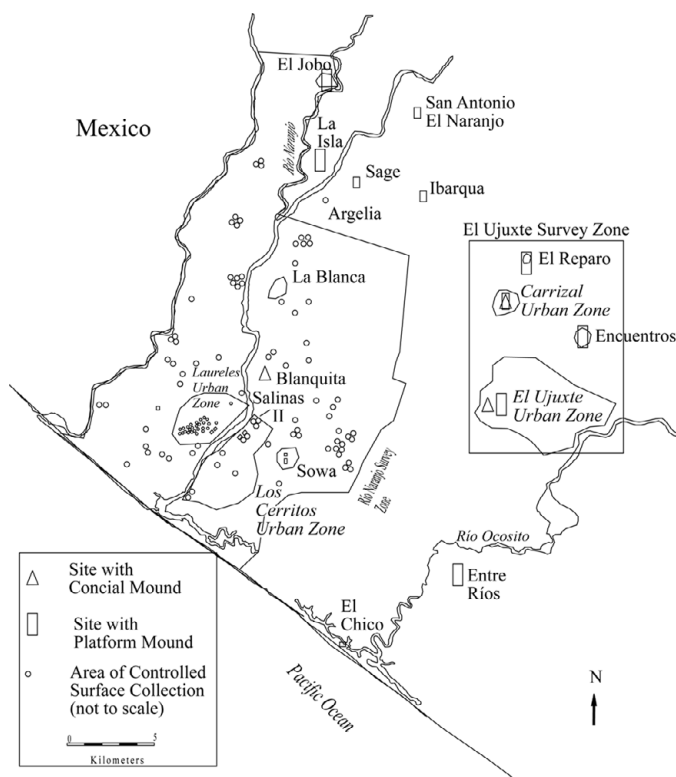 El Jobo
Mexico
Río Naranjo
La
Isla
San Antonio
El Naranjo
Sage
Ibarqua
Argelia
El Ujuxte Survey Zone
El Reparo
La Blanca
Carrizal
Urban Zone
Encuentros
Laureles
Urban
Zone
Blanquita
Salinas
II
El Ujuxte
Urban Zone
Sowa
Río Naranjo Survey
Zone
Los
Cerritos
Urban Zone
Río Ocosito
Entre
Ríos
El
Chico
Pacific Ocean
N
Site with
Concial Mound
Site with
Platform Mound
Area of Controlled
Surface Collection
(not to scale)
0 5
Kilometers